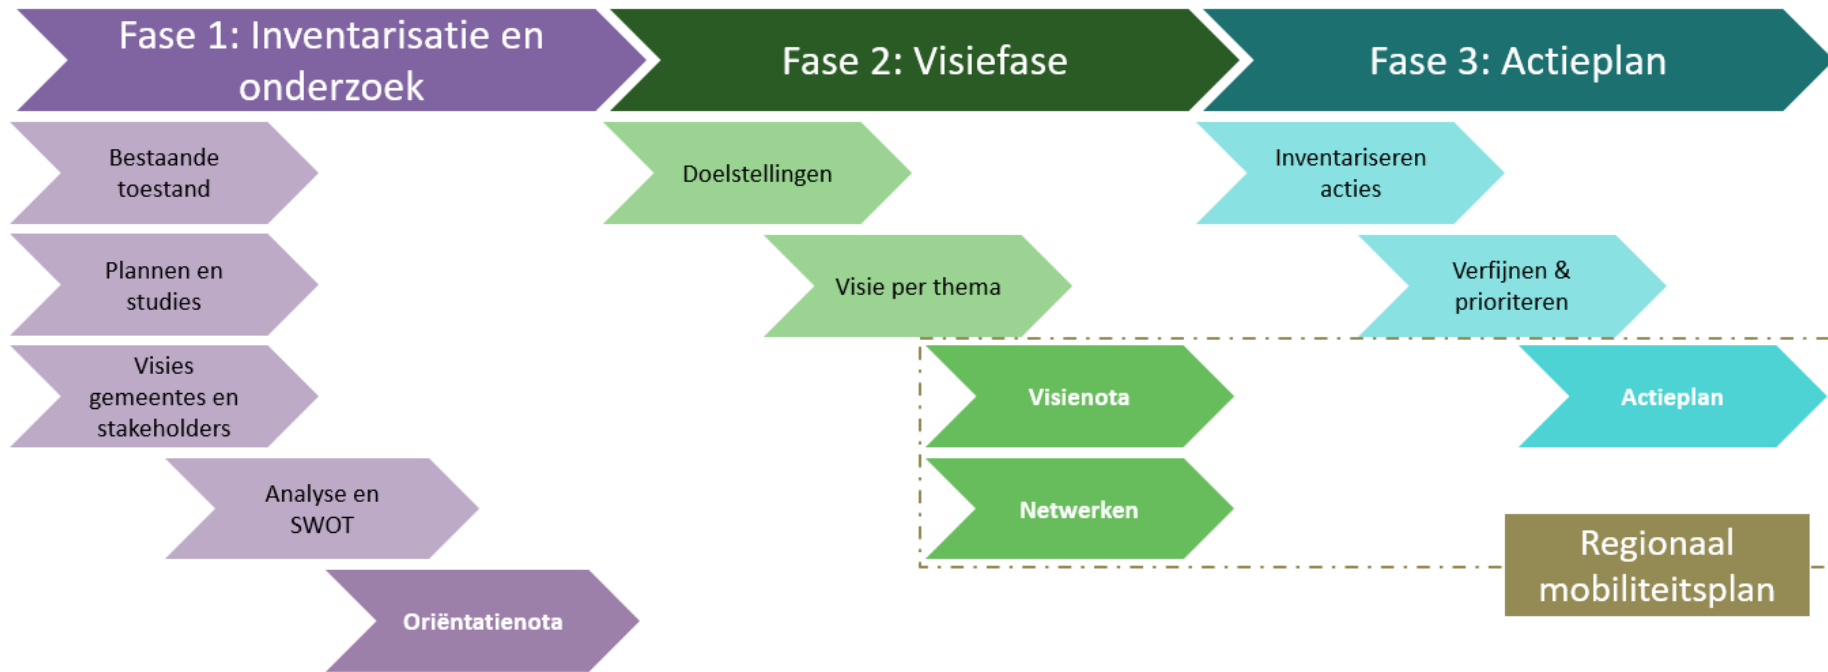 Fase 1: Inventarisatie en
onderzoek
Fase 2: Visiefase
Fase 3: Actieplan
Bestaande
toestand
Doelstellingen
Inventariseren
acties
Plannen en
studies
Visie per thema
Verfijnen &
prioriteren
Visies
gemeentes en
stakeholders
Visienota
Actieplan
Analyse en
SWOT
Netwerken
Regionaal
mobiliteitsplan
Oriëntatienota